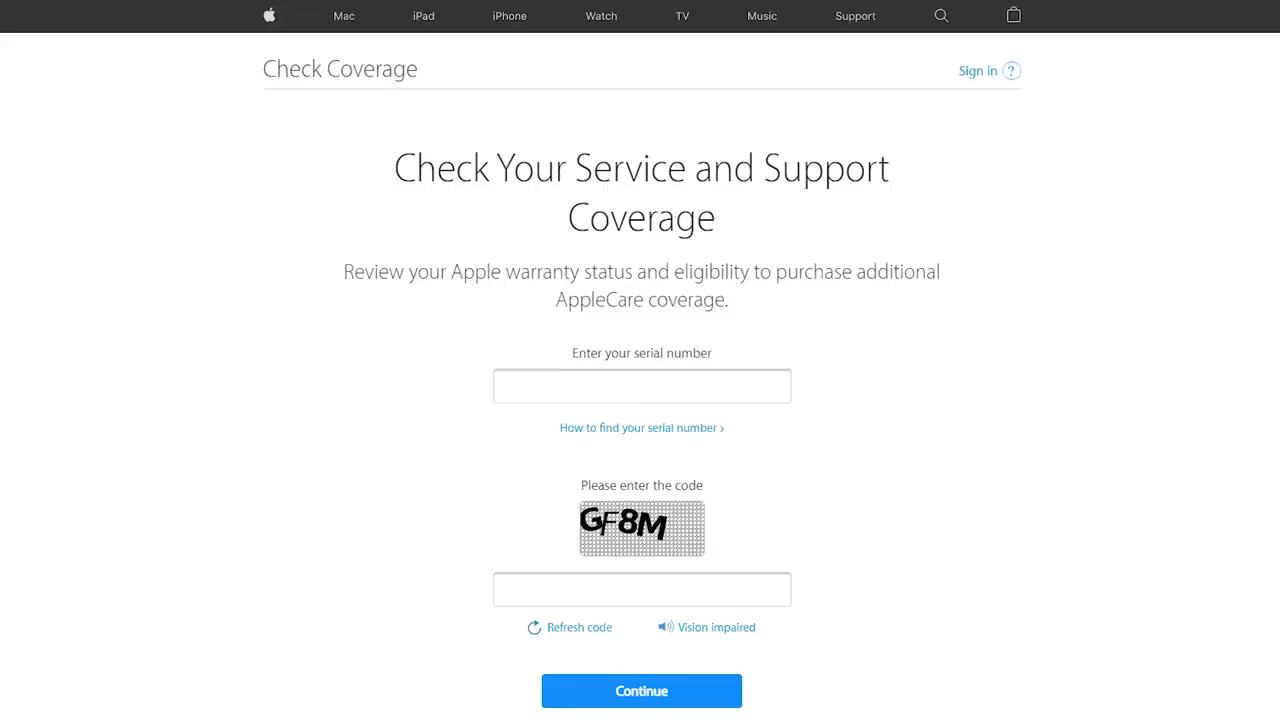 Mac iPad iPhone Watch TV Music Support
Check Coverage
Sign in ?
Check Your Service and Support
Coverage
Review your Apple warranty status and eligibility to purchase additional
AppleCare coverage.
Enter your serial number
How to find your serial number ›
Please enter the code
GF8M
Refresh code Vision impaired
Continue